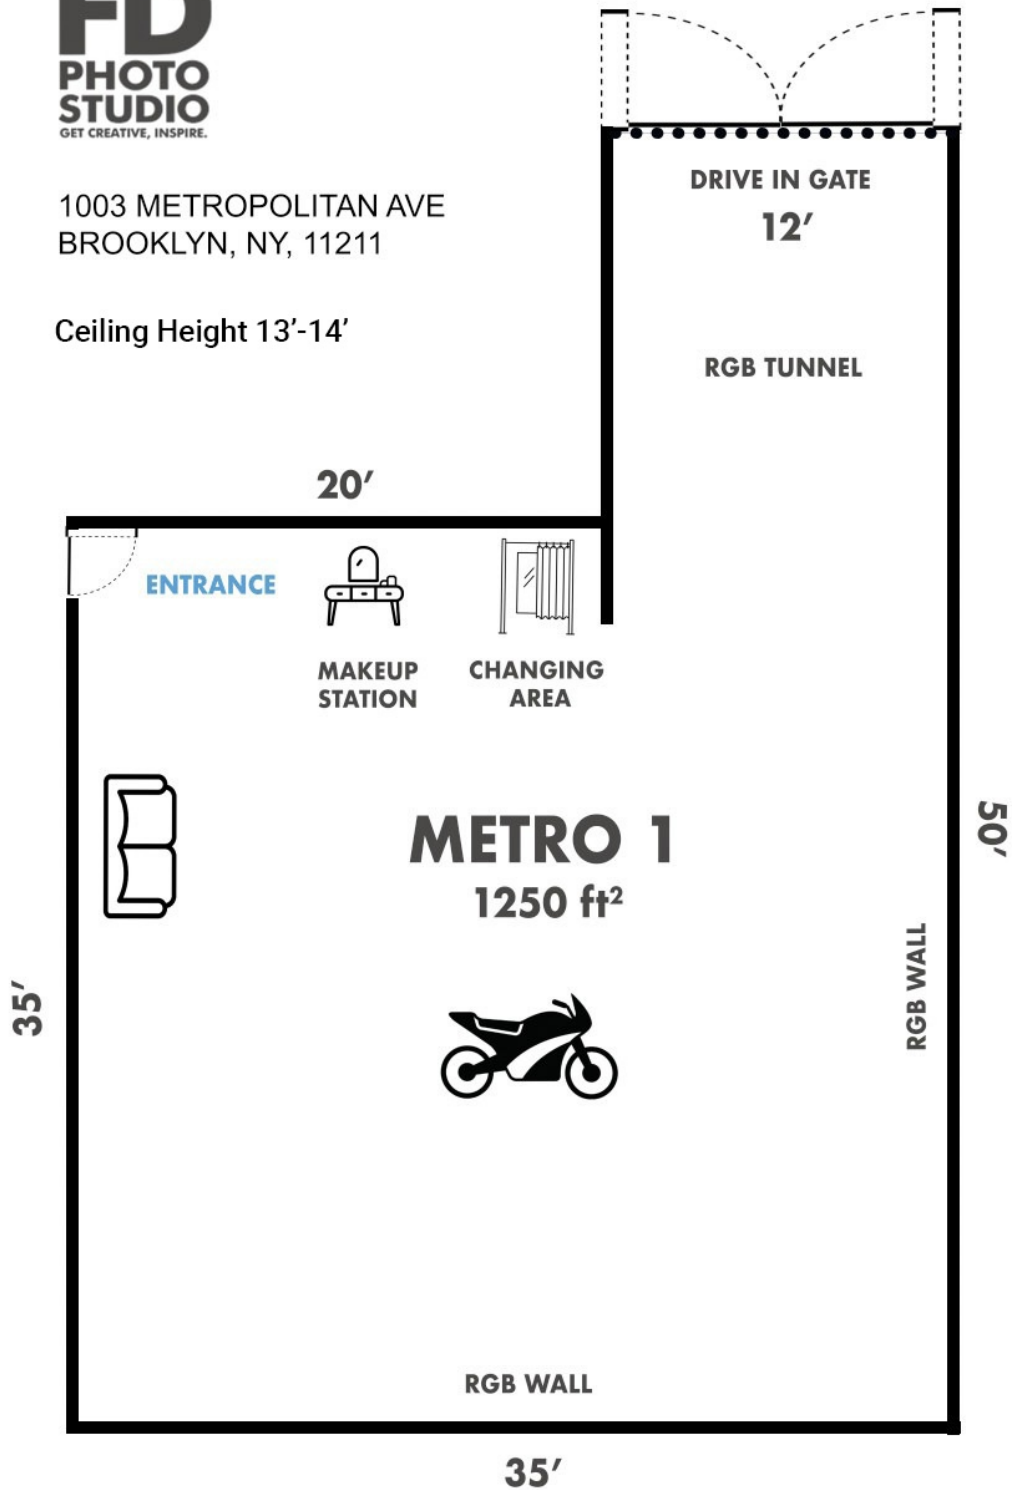 FD
PHOTO
STUDIO
GET CREATIVE, INSPIRE.
1003 METROPOLITAN AVE
BROOKLYN, NY, 11211
Ceiling Height 13’-14’
DRIVE IN GATE
12’
RGB TUNNEL
20’
ENTRANCE
MAKEUP
STATION
CHANGING
AREA
METRO 1
1250 ft²
50’
RGB WALL
35’
RGB WALL
35’